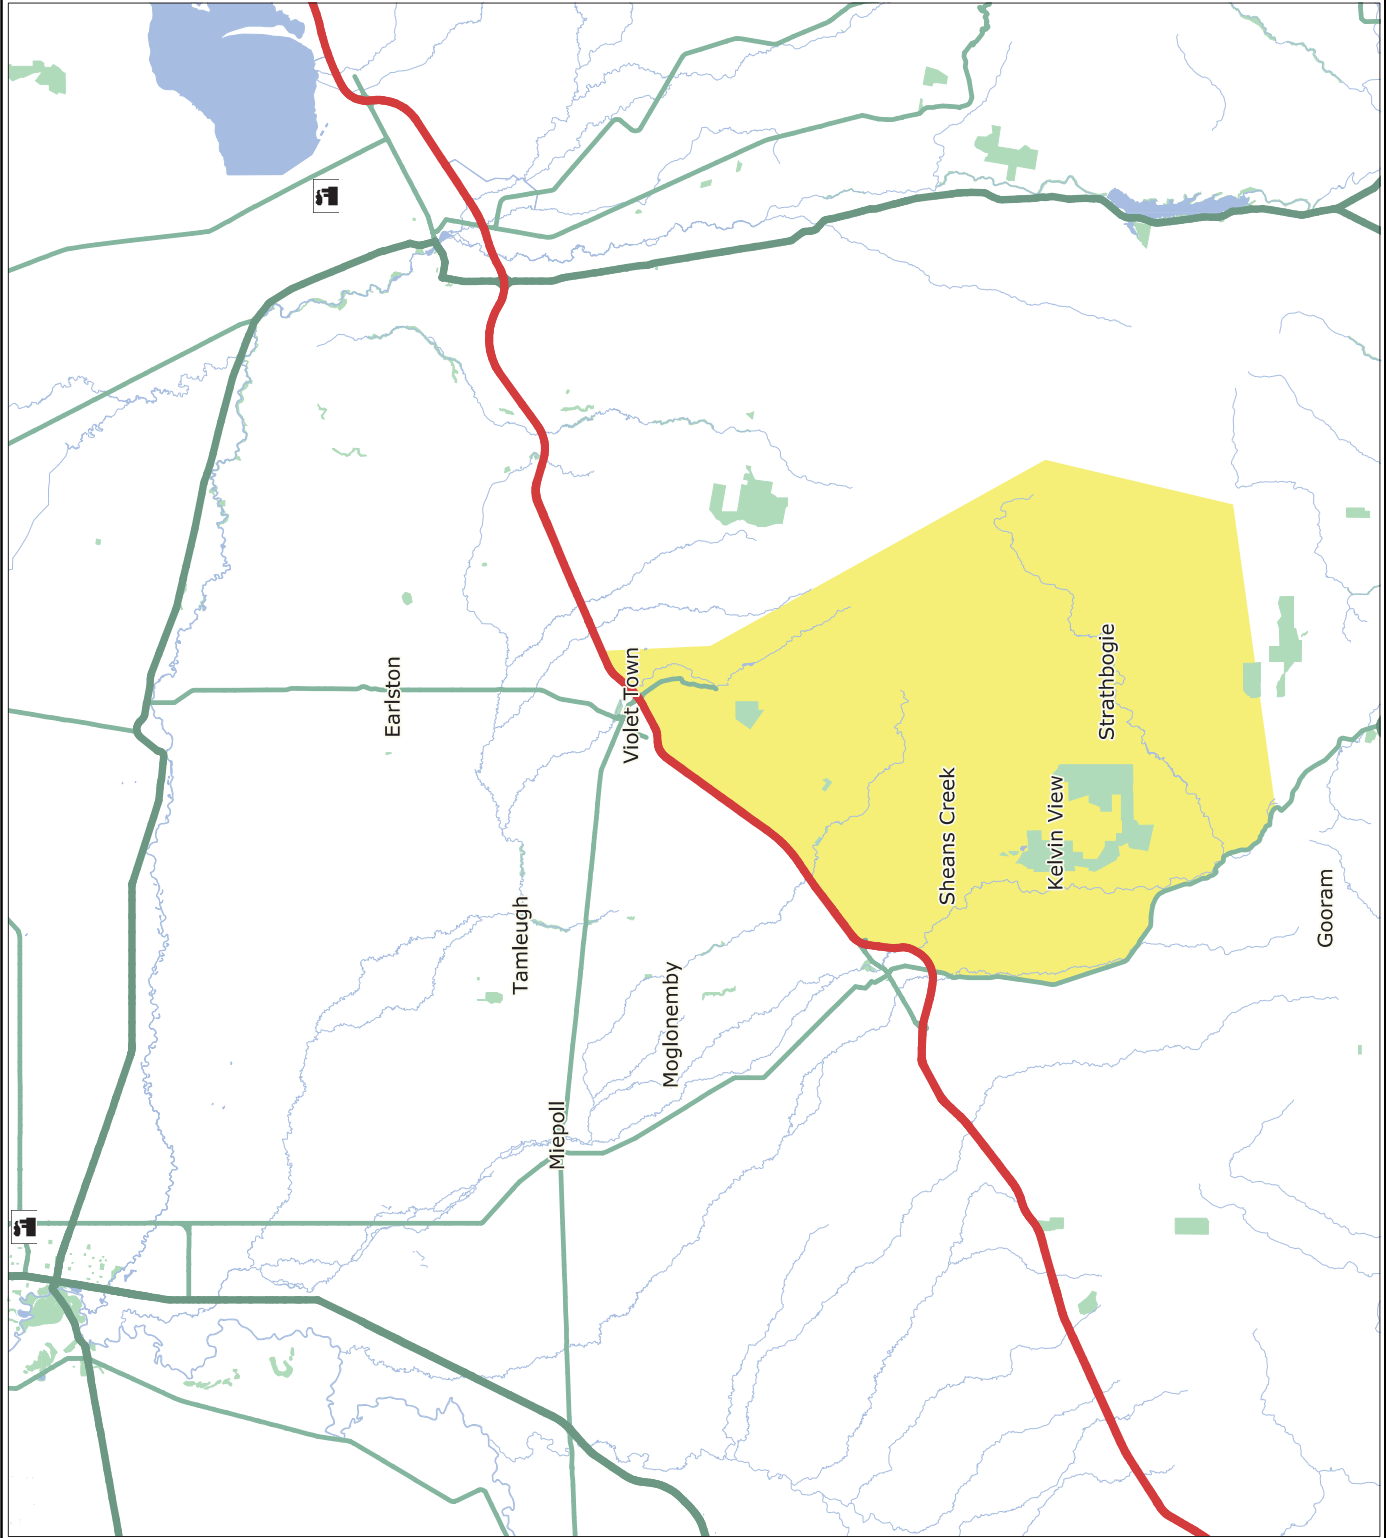 Earlston
Violet Town
Strathbogie
Sheans Creek
Kelvin View
Tamleugh
Gooram
Moglonemby
Miepoll